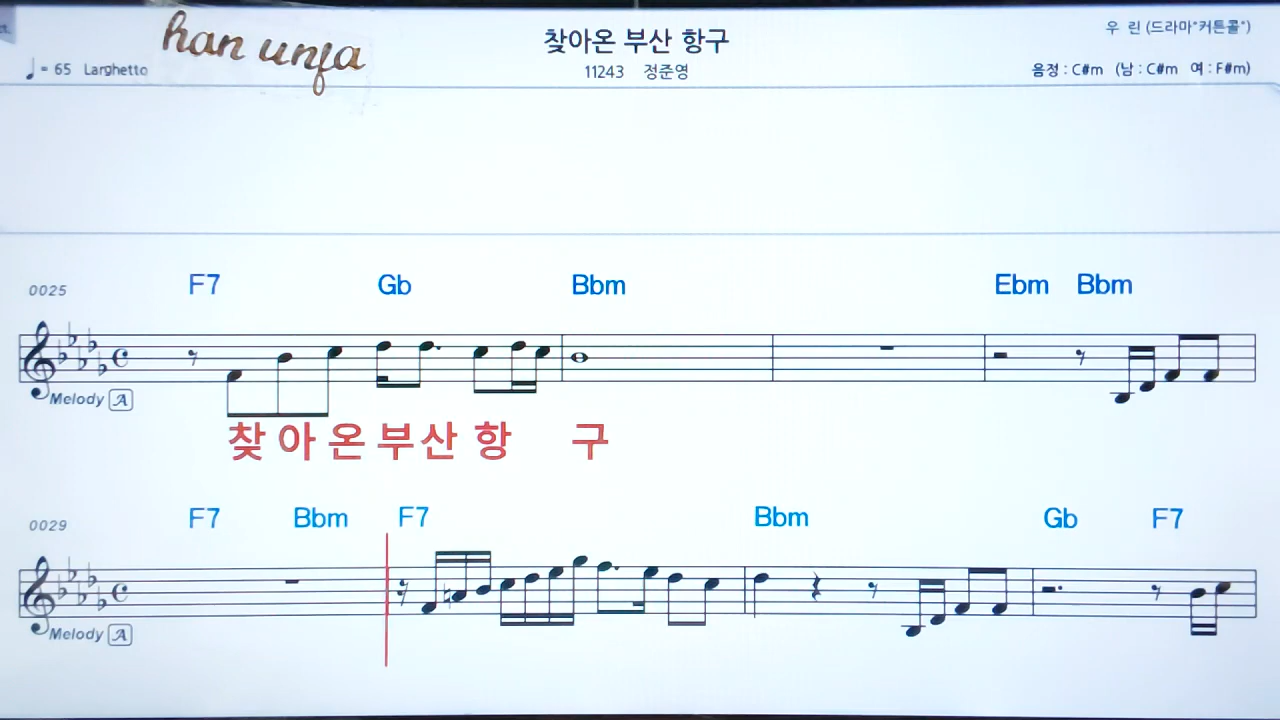 han unja
찾아온 부산 항구
우 린 (드라마"커튼콜")
♩= 65 Larghetto
11243 정준영
음정 : C#m (남 : C#m 여 : F#m)
0025 F7 Gb Bbm Ebm Bbm
Melody A
찾 아 온 부 산 항 구
0029 F7 Bbm F7 Bbm Gb F7
Melody A